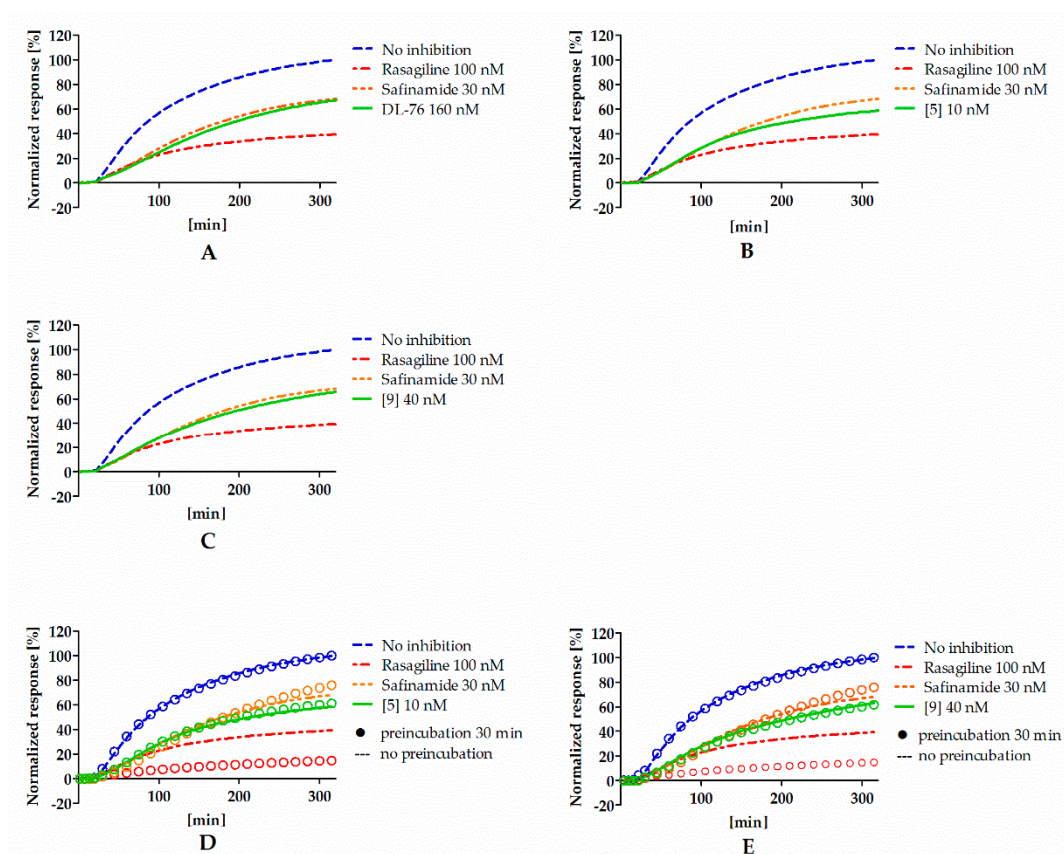 Normalized response [%]
120
100
80
60
40
20
0
-20
100
200
300
[min]
No inhibition
Rasagiline 100 nM
Safinamide 30 nM
DL-76 160 nM
A
Normalized response [%]
120
100
80
60
40
20
0
-20
100
200
300
[min]
No inhibition
Rasagiline 100 nM
Safinamide 30 nM
[5] 10 nM
B
Normalized response [%]
120
100
80
60
40
20
0
-20
100
200
300
[min]
No inhibition
Rasagiline 100 nM
Safinamide 30 nM
[9] 40 nM
C
Normalized response [%]
120
100
80
60
40
20
0
-20
100
200
300
[min]
No inhibition
Rasagiline 100 nM
Safinamide 30 nM
[5] 10 nM
preincubation 30 min
no preincubation
D
Normalized response [%]
120
100
80
60
40
20
0
-20
100
200
300
[min]
No inhibition
Rasagiline 100 nM
Safinamide 30 nM
[9] 40 nM
preincubation 30 min
no preincubation
E